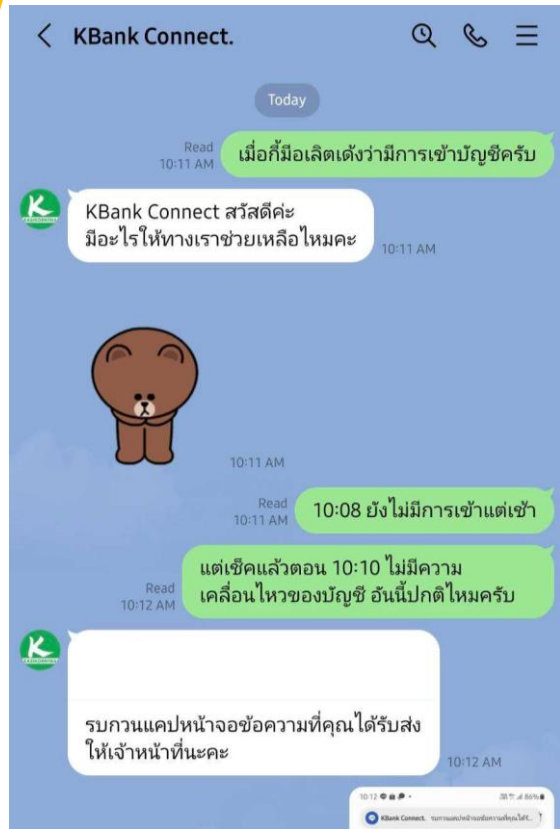 KBank Connect.
Today
เมื่อกี้มีอเลิตเด้งว่ามีการเข้าบัญชีครับ
Read
10:11 AM
KBank Connect สวัสดีค่ะ
มีอะไรให้ทางเราช่วยเหลือไหมคะ
10:11 AM
10:11 AM
10:08 ยังไม่มีการเข้าแต่เช้า
Read
10:11 AM
แต่เช็คแล้วตอน 10:10 ไม่มีความ
เคลื่อนไหวของบัญชี อันนี้ปกติไหมครับ
Read
10:12 AM
รบกวนแคปหน้าจอข้อความที่คุณได้รับส่ง
ให้เจ้าหน้าที่นะคะ
10:12 AM
10:12
86%
KBank Connect.